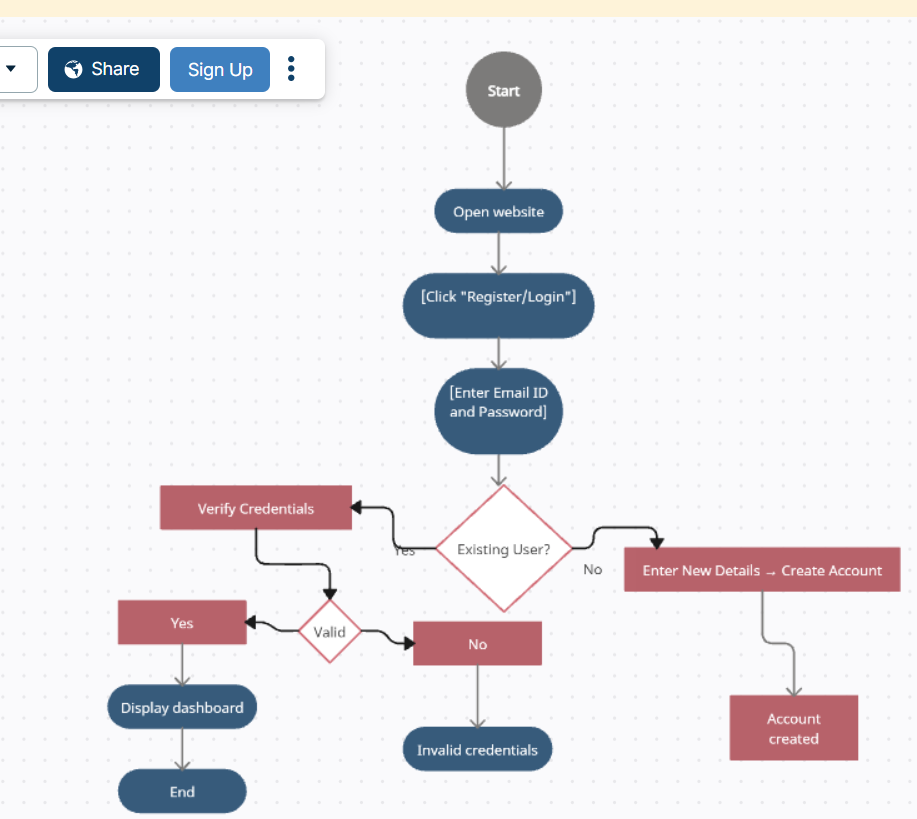 Share
Sign Up
Start
Open website
[Click "Register/Login"]
[Enter Email ID
and Password]
Existing User?
Yes
No
Verify Credentials
Enter New Details → Create Account
Valid
Yes
No
Display dashboard
Invalid credentials
Account
created
End